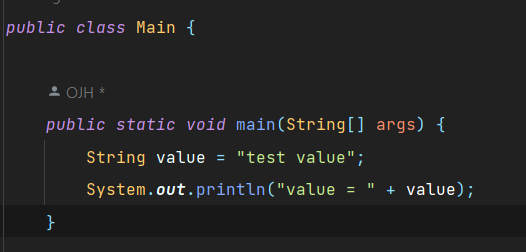 public class Main {
OJH *
public static void main(String[] args) {
String value = "test value";
System.out.println("value = " + value);
}